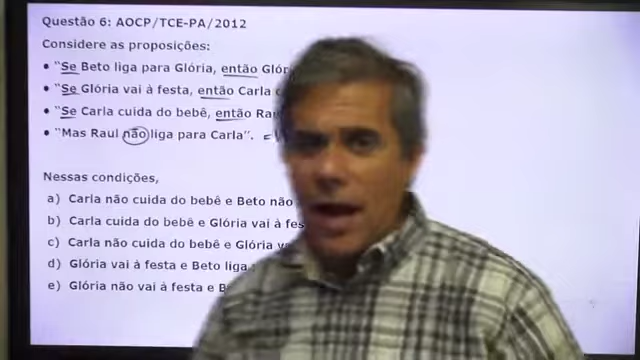 Questão 6: AOCP/TCE-PA/2012
Considere as proposições:
• "Se Beto liga para Glória, então
• "Se Glória vai à festa, então Carla
• "Se Carla cuida do bebê, então
• "Mas Raul não liga para Carla".
Nessas condições,
a) Carla não cuida do bebê e Beto não
b) Carla cuida do bebê e Glória vai à
c) Carla não cuida do bebê e Glória
d) Glória vai à festa e Beto liga
e) Glória não vai à festa e